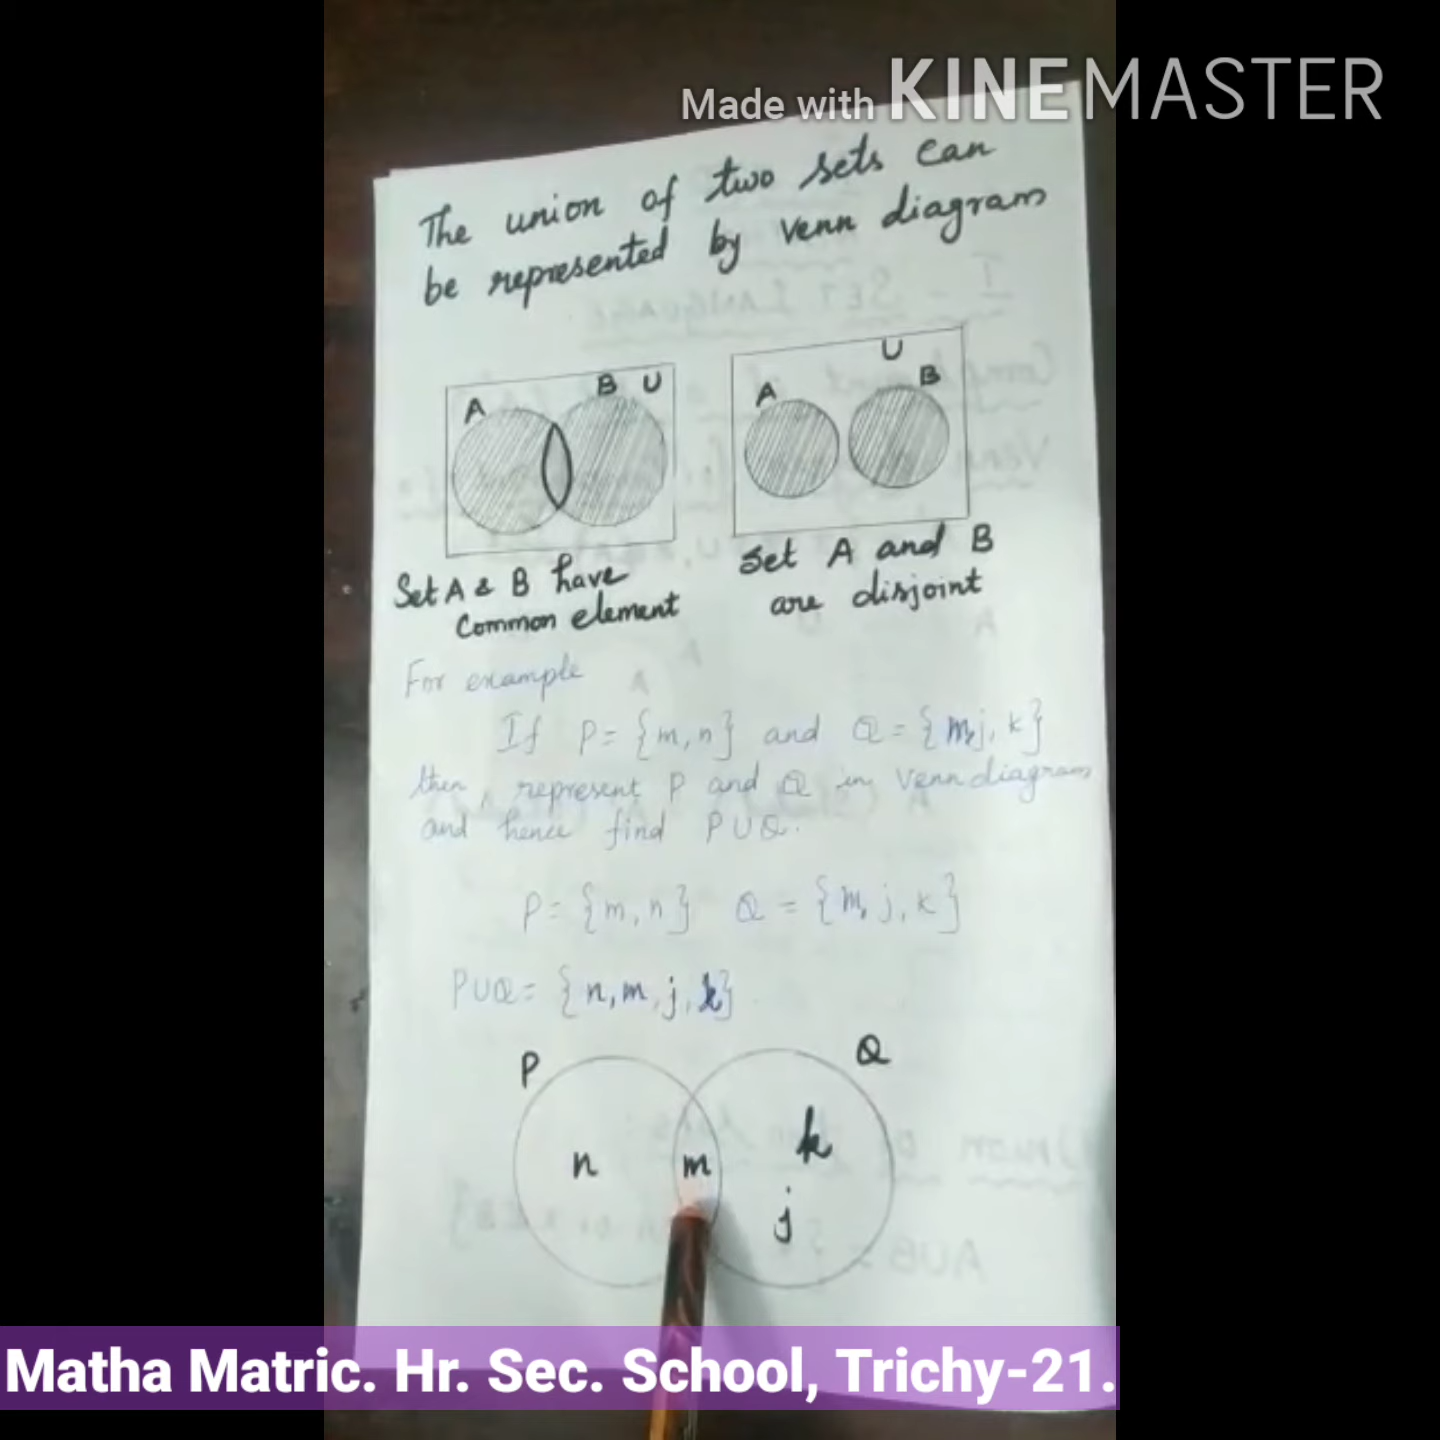 Made with KINEMASTER
The union of two sets can
be represented by venn diagram
A B U
A U B
Set A & B have
Common element
Set A and B
are disjoint
For example
If P = {m, n} and Q = {m, j, k}
then, represent P and Q in venn diagram
and hence find P U Q.
P = {m, n} Q = {m, j, k}
P U Q = {n, m, j, k}
P Q
n m k
j
Matha Matric. Hr. Sec. School, Trichy-21.